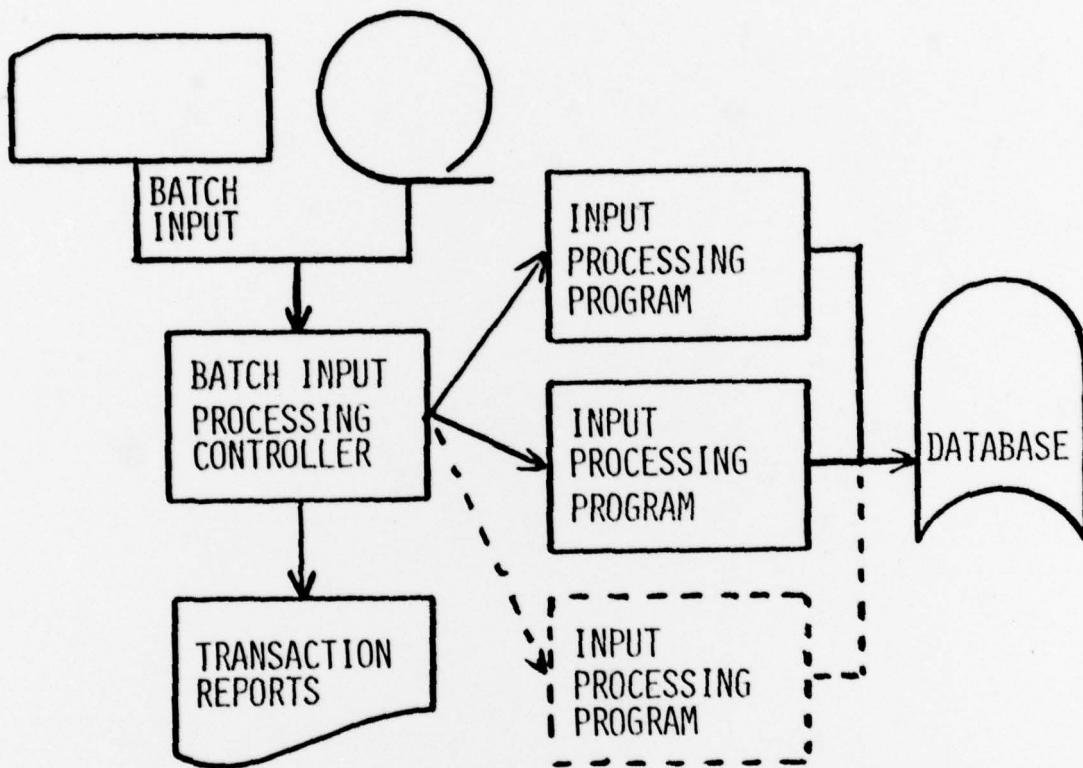 BATCH
INPUT
BATCH INPUT
PROCESSING
CONTROLLER
TRANSACTION
REPORTS
INPUT
PROCESSING
PROGRAM
INPUT
PROCESSING
PROGRAM
INPUT
PROCESSING
PROGRAM
DATABASE